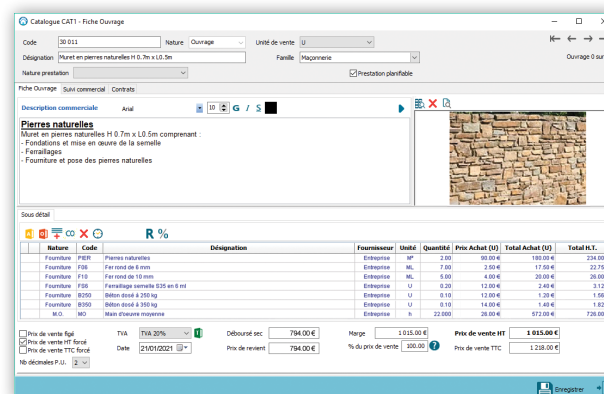 Catalogue CAT1 - Fiche Ouvrage
Code 30 011 Nature Ouvrage Unité de vente U
Désignation Muret en pierres naturelles H 0.7m x L0.5m Famille Maçonnerie Ouvrage 0 sur
Nature prestation Prestation planifiable
Fiche Ouvrage Suivi commercial Contrats
Description commerciale Arial 10 G I S
Pierres naturelles
Muret en pierres naturelles H 0.7m x L0.5m comprenant :
- Fondations et mise en œuvre de la semelle
- Ferraillages
- Fourniture et pose des pierres naturelles
Sous détail
R %
Nature Code Désignation Fournisseur Unité Quantité Prix Achat (U) Total Achat (U) Total H.T.
Fourniture PIER Pierres naturelles Entreprise M² 2.00 90.00 € 180.00 € 234.00
Fourniture F06 Fer rond de 6 mm Entreprise ML 7.00 2.50 € 17.50 € 22.75
Fourniture F10 Fer rond de 10 mm Entreprise ML 5.00 4.00 € 20.00 € 26.00
Fourniture FS6 Ferraillage semelle S35 en 6 ml Entreprise U 0.20 12.00 € 2.40 € 3.12
Fourniture B250 Béton dosé à 250 kg Entreprise U 0.10 12.00 € 1.20 € 1.56
Fourniture B350 Béton dosé à 350 kg Entreprise U 0.10 14.00 € 1.40 € 1.82
M.O. MO Main d'oeuvre moyenne Entreprise h 22.000 26.00 € 572.00 € 726.00
Prix de vente figé TVA TVA 20% Déboursé sec 794.00 € Marge 1 015.00 € Prix de vente HT 1 015.00 €
Prix de vente HT forcé
Prix de vente TTC forcé Date 21/01/2021 Prix de revient 794.00 € % du prix de vente 100.00 Prix de vente TTC 1 218.00 €
Nb décimales P.U. 2
Enregistrer